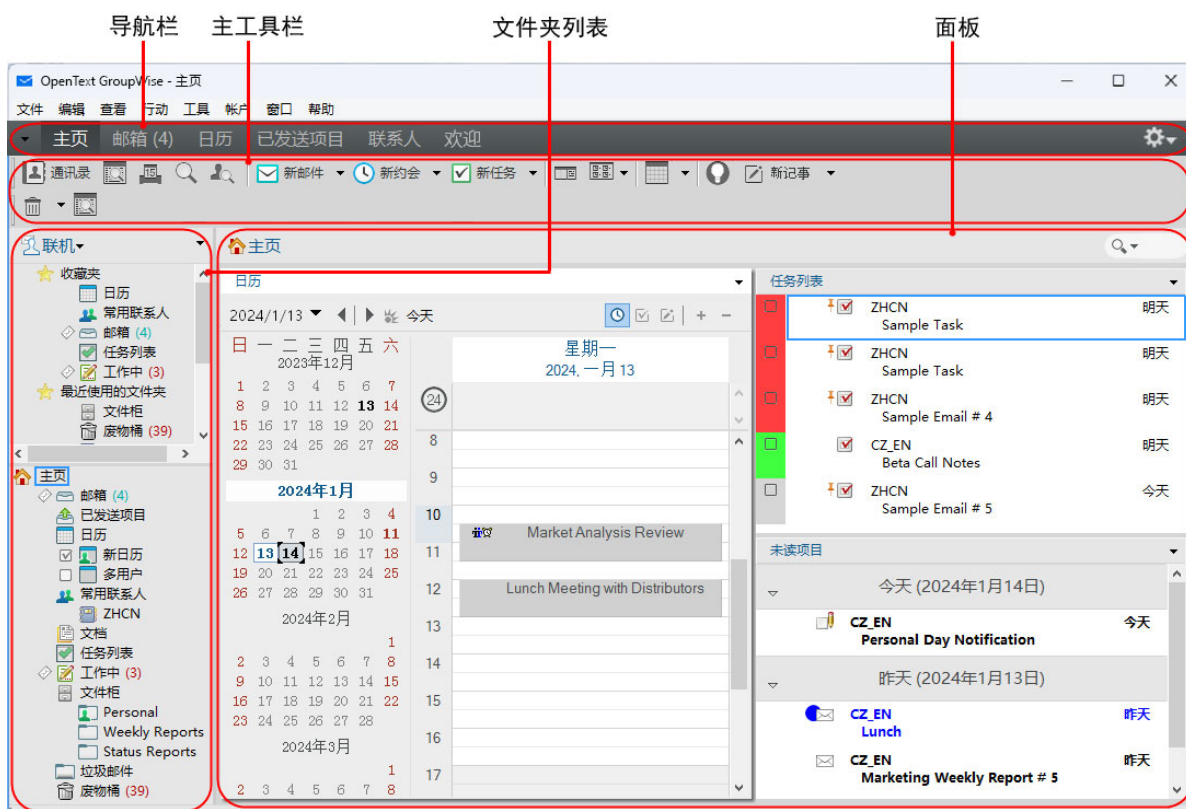 导航栏 主工具栏 文件夹列表 面板
OpenText GroupWise - 主页
文件 编辑 查看 行动 工具 帐户 窗口 帮助
主页 邮箱 (4) 日历 已发送项目 联系人 欢迎
通讯录 15 新邮件 新约会 新任务 新记事
联机 主页
收藏夹
日历
常用联系人
邮箱 (4)
任务列表
工作中 (3)
最近使用的文件夹
文件柜
废物桶 (39)
主页
邮箱 (4)
已发送项目
日历
新日历
多用户
常用联系人
ZHCN
文档
任务列表
工作中 (3)
文件柜
Personal
Weekly Reports
Status Reports
垃圾邮件
废物桶 (39)
日历
2024/1/13 今天
日 一 二 三 四 五 六
2023年12月
1 2 3 4 5 6 7
8 9 10 11 12 13 14
15 16 17 18 19 20 21
22 23 24 25 26 27 28
29 30 31
2024年1月
1 2 3 4
5 6 7 8 9 10 11
12 13 14 15 16 17 18
19 20 21 22 23 24 25
26 27 28 29 30 31
2024年2月
1
2 3 4 5 6 7 8
9 10 11 12 13 14 15
16 17 18 19 20 21 22
23 24 25 26 27 28
2024年3月
1
2 3 4 5 6 7 8
星期一
2024, 一月 13
24
8
9
10
Market Analysis Review
11
12 Lunch Meeting with Distributors
13
14
15
16
17
任务列表
ZHCN 明天
Sample Task
ZHCN 明天
Sample Task
ZHCN 明天
Sample Email # 4
CZ_EN 明天
Beta Call Notes
ZHCN 今天
Sample Email # 5
未读项目
今天 (2024年1月14日)
CZ_EN 今天
Personal Day Notification
昨天 (2024年1月13日)
CZ_EN 昨天
Lunch
CZ_EN 昨天
Marketing Weekly Report # 5